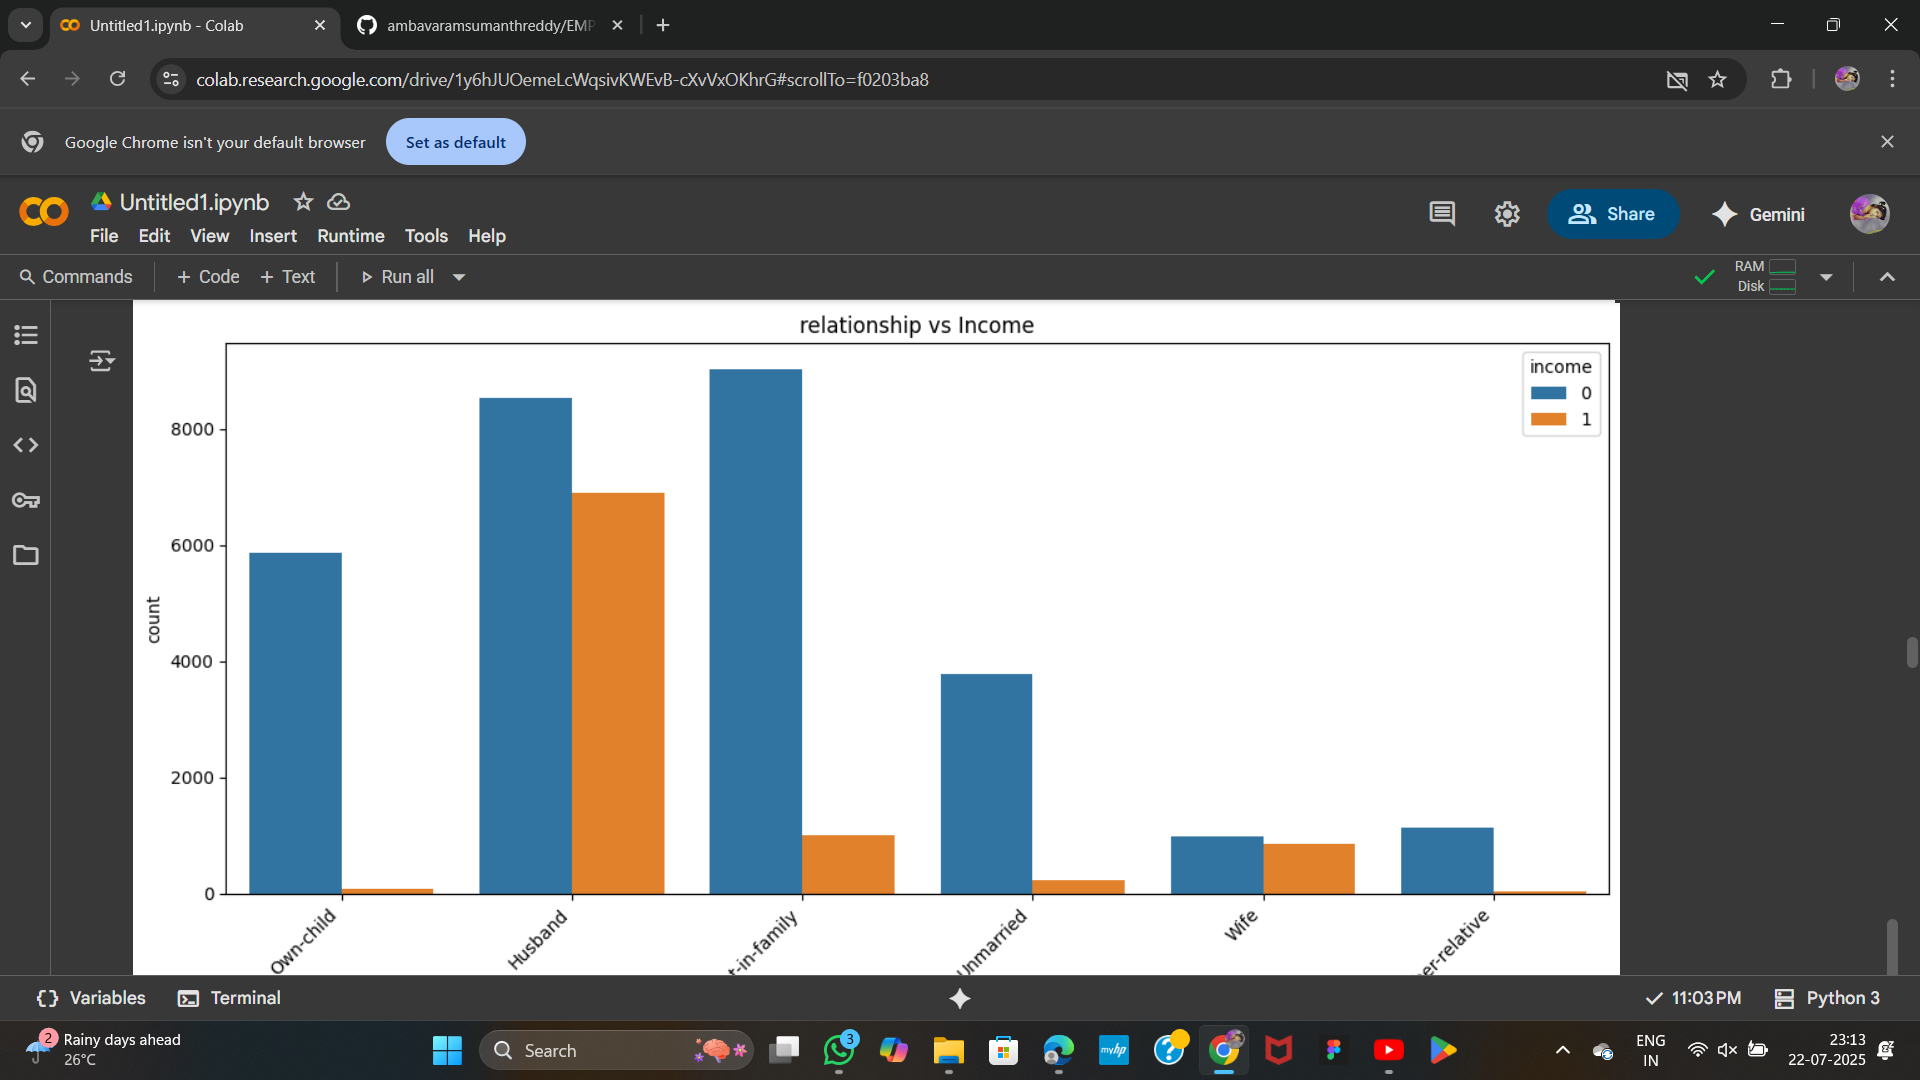 Untitled1.ipynb - Colab
ambavaramsumanthreddy/EMP
colab.research.google.com/drive/1y6hJUOemeLcWqsivKWEvB-cXvVxOKhrG#scrollTo=f0203ba8
Google Chrome isn't your default browser
Set as default
Untitled1.ipynb
File Edit View Insert Runtime Tools Help
Share
Gemini
Commands + Code + Text Run all
RAM
Disk
relationship vs Income
income
0
1
8000
6000
4000
2000
0
count
Own-child
Husband
t-in-family
Unmarried
Wife
er-relative
Variables Terminal
11:03 PM Python 3
2
Rainy days ahead
26°C
Search
3
myhp
ENG
IN
23:13
22-07-2025